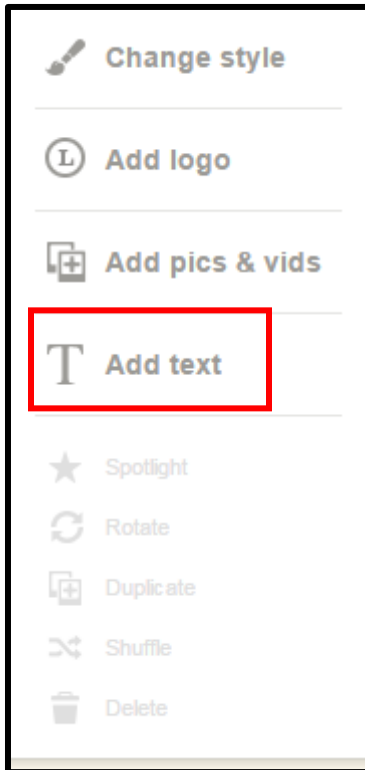 Change style
L Add logo
Add pics & vids
T Add text
Spotlight
Rotate
Duplicate
Shuffle
Delete